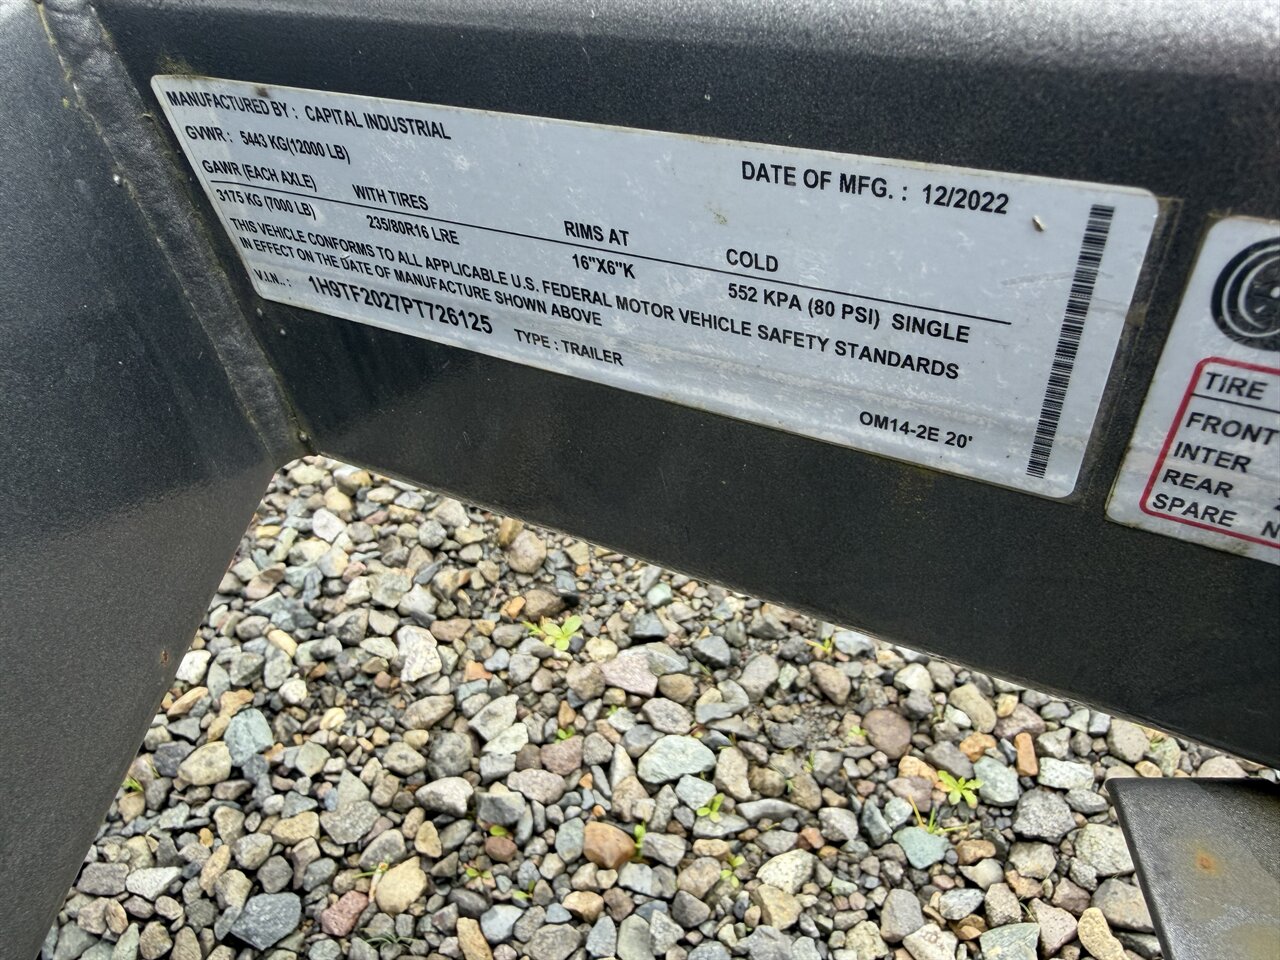 MANUFACTURED BY : CAPITAL INDUSTRIAL
DATE OF MFG. : 12/2022
GVWR : 5443 KG(12000 LB)
GAWR (EACH AXLE) WITH TIRES RIMS AT COLD
3175 KG (7000 LB) 235/80R16 LRE 16"X6"K 552 KPA (80 PSI) SINGLE
THIS VEHICLE CONFORMS TO ALL APPLICABLE U.S. FEDERAL MOTOR VEHICLE SAFETY STANDARDS
IN EFFECT ON THE DATE OF MANUFACTURE SHOWN ABOVE
V.I.N.. : 1H9TF2027PT726125 TYPE : TRAILER
OM14-2E 20'
TIRE
FRONT
INTER
REAR
SPARE